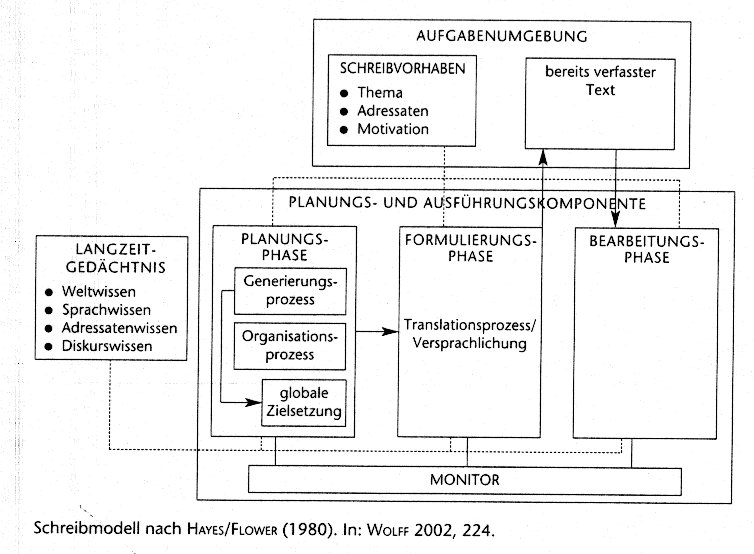 AUFGABENUMGEBUNG
SCHREIBVORHABEN
● Thema
● Adressaten
● Motivation
bereits verfasster
Text
PLANUNGS- UND AUSFÜHRUNGSKOMPONENTE
LANGZEIT-
GEDÄCHTNIS
● Weltwissen
● Sprachwissen
● Adressatenwissen
● Diskurswissen
PLANUNGS-
PHASE
Generierungs-
prozess
Organisations-
prozess
globale
Zielsetzung
FORMULIERUNGS-
PHASE
Translationsprozess/
Versprachlichung
BEARBEITUNGS-
PHASE
MONITOR
Schreibmodell nach HAYES/FLOWER (1980). In: WOLFF 2002, 224.